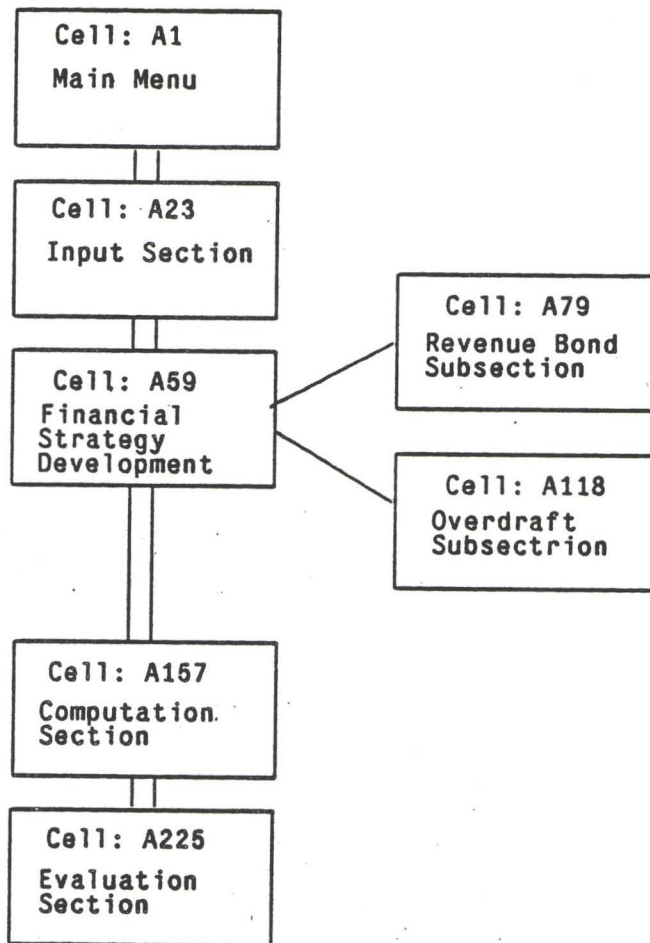 Cell: A1
Main Menu
Cell: A23
Input Section
Cell: A59
Financial
Strategy
Development
Cell: A79
Revenue Bond
Subsection
Cell: A118
Overdraft
Subsectrion
Cell: A157
Computation
Section
Cell: A225
Evaluation
Section